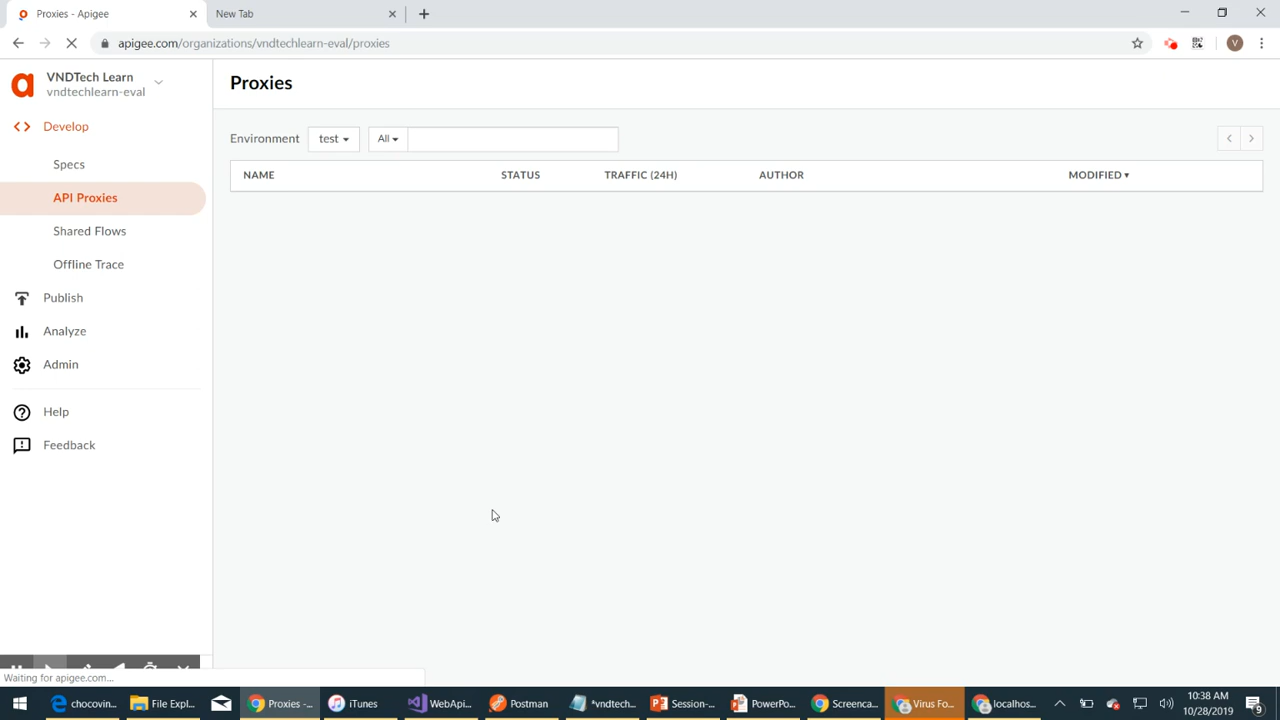 Proxies - Apigee
New Tab
apigee.com/organizations/vndtechlearn-eval/proxies
V
VNDTech Learn
vndtechlearn-eval
Proxies
Develop
Environment
test
All
Specs
NAME
STATUS
TRAFFIC (24H)
AUTHOR
MODIFIED
API Proxies
Shared Flows
Offline Trace
Publish
Analyze
Admin
Help
Feedback
Waiting for apigee.com...
chocovin...
File Expl...
Proxies -...
iTunes
WebApi...
Postman
*vndtech...
Session-...
PowerPo...
Screenca...
Virus Fo...
localhos...
10:38 AM
10/28/2019
9